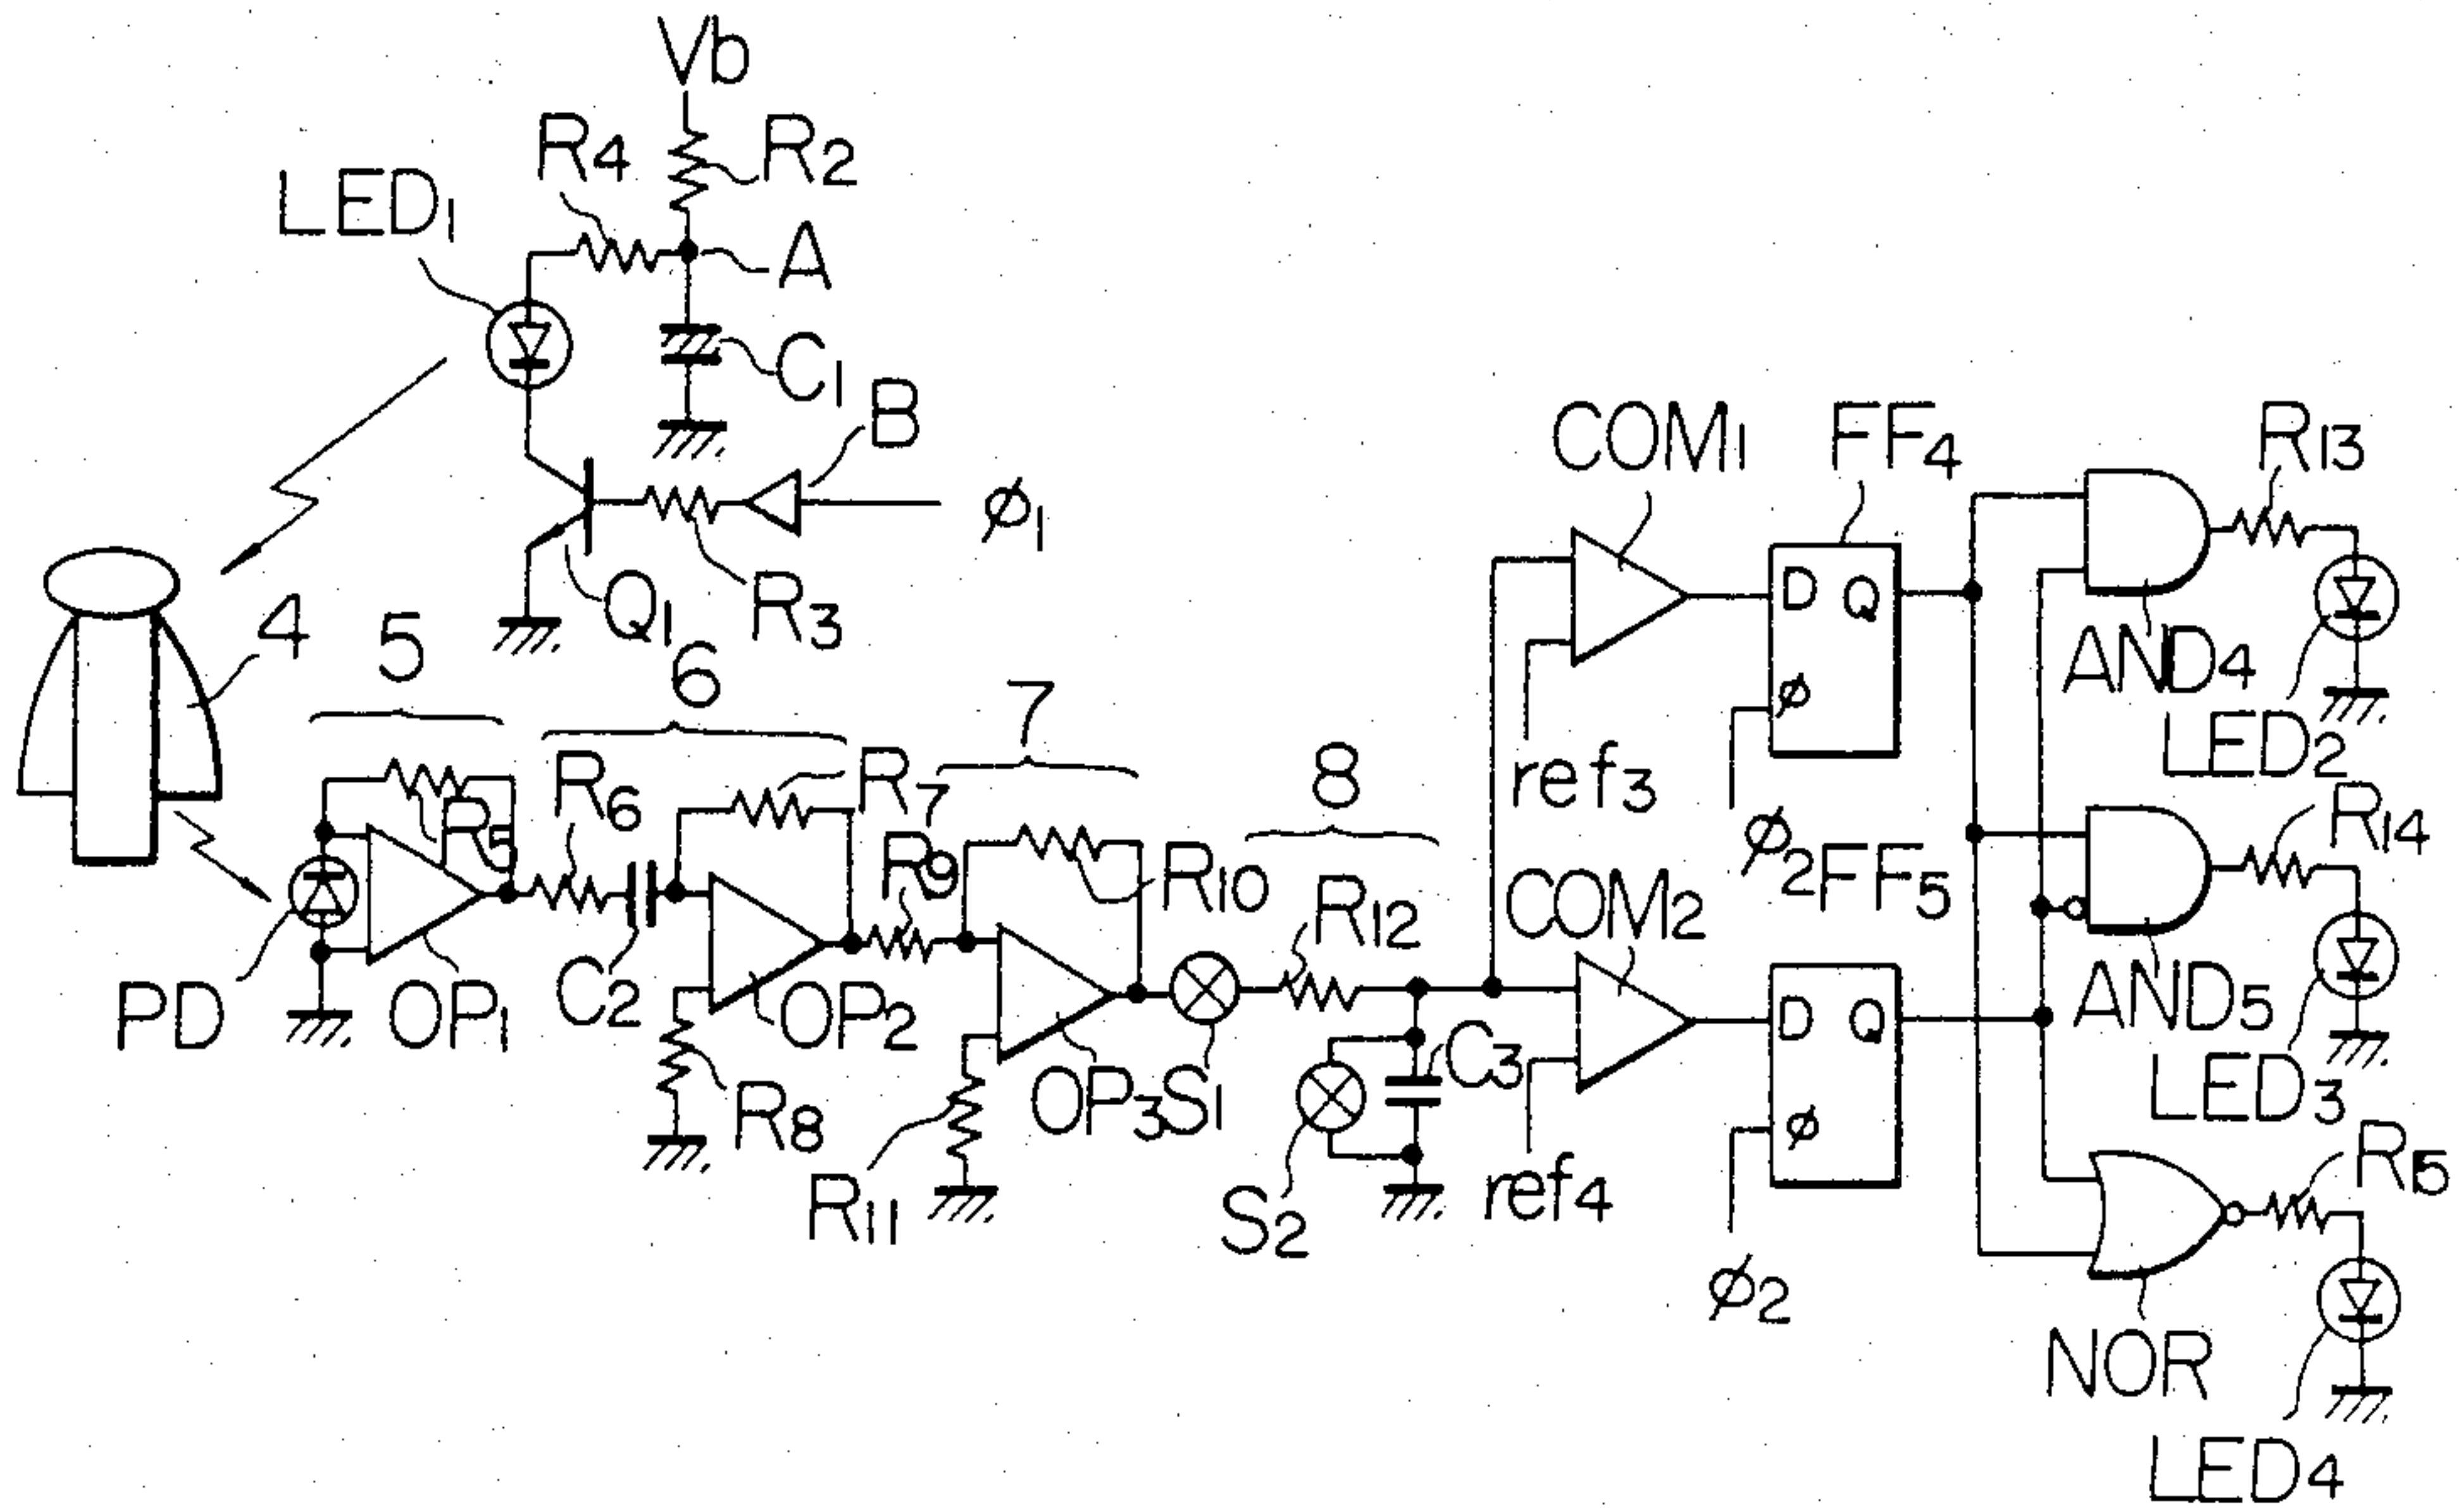 Vb
R4
R2
LED1
A
C1
B
ϕ1
Q1
R3
4
5
6
7
8
R5
R6
R7
R9
R10
PD
OP1
C2
OP2
R8
OP3
S1
R11
R12
C3
S2
COM1
FF4
R13
D
Q
ϕ
ref3
ϕ2
AND4
LED2
FF5
R14
COM2
D
Q
ϕ
AND5
LED3
ref4
ϕ2
R15
NOR
LED4